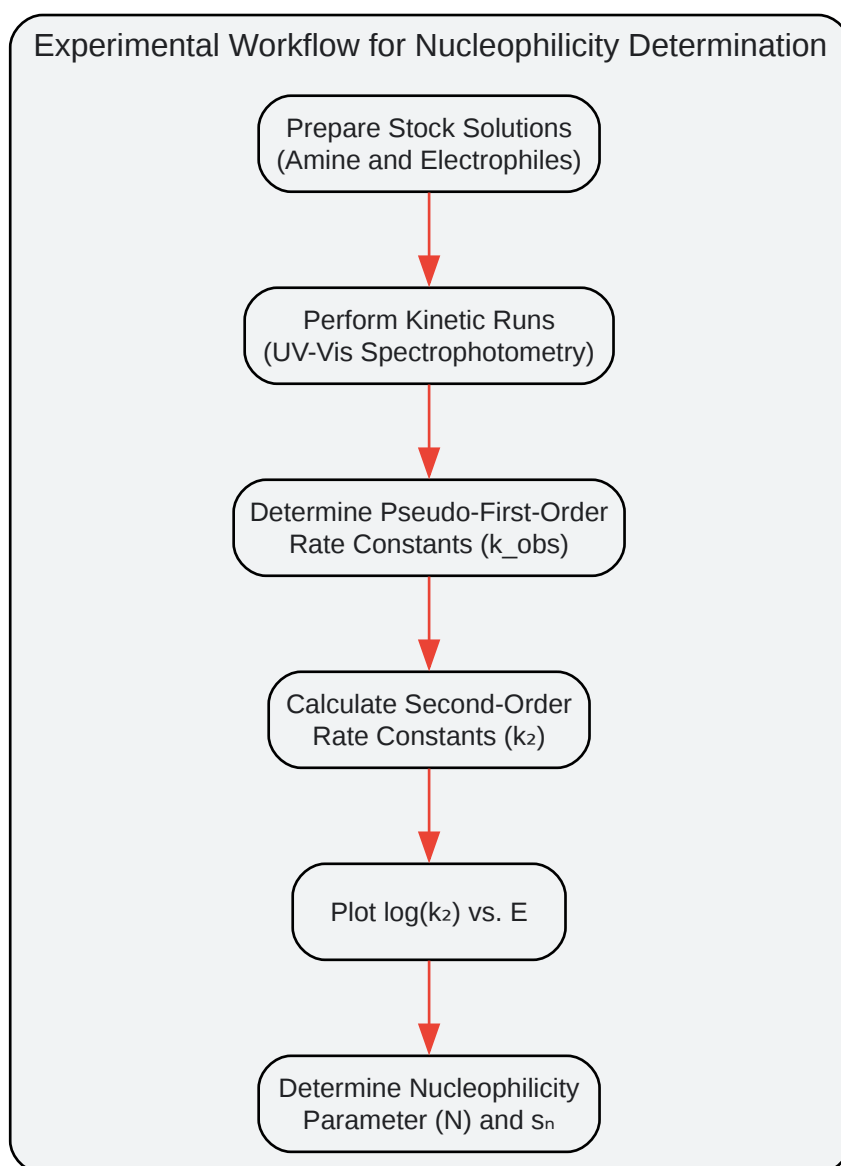 Experimental Workflow for Nucleophilicity Determination
Prepare Stock Solutions
(Amine and Electrophiles)
Perform Kinetic Runs
(UV-Vis Spectrophotometry)
Determine Pseudo-First-Order
Rate Constants (k_obs)
Calculate Second-Order
Rate Constants (k₂)
Plot log(k₂) vs. E
Determine Nucleophilicity
Parameter (N) and sₙ